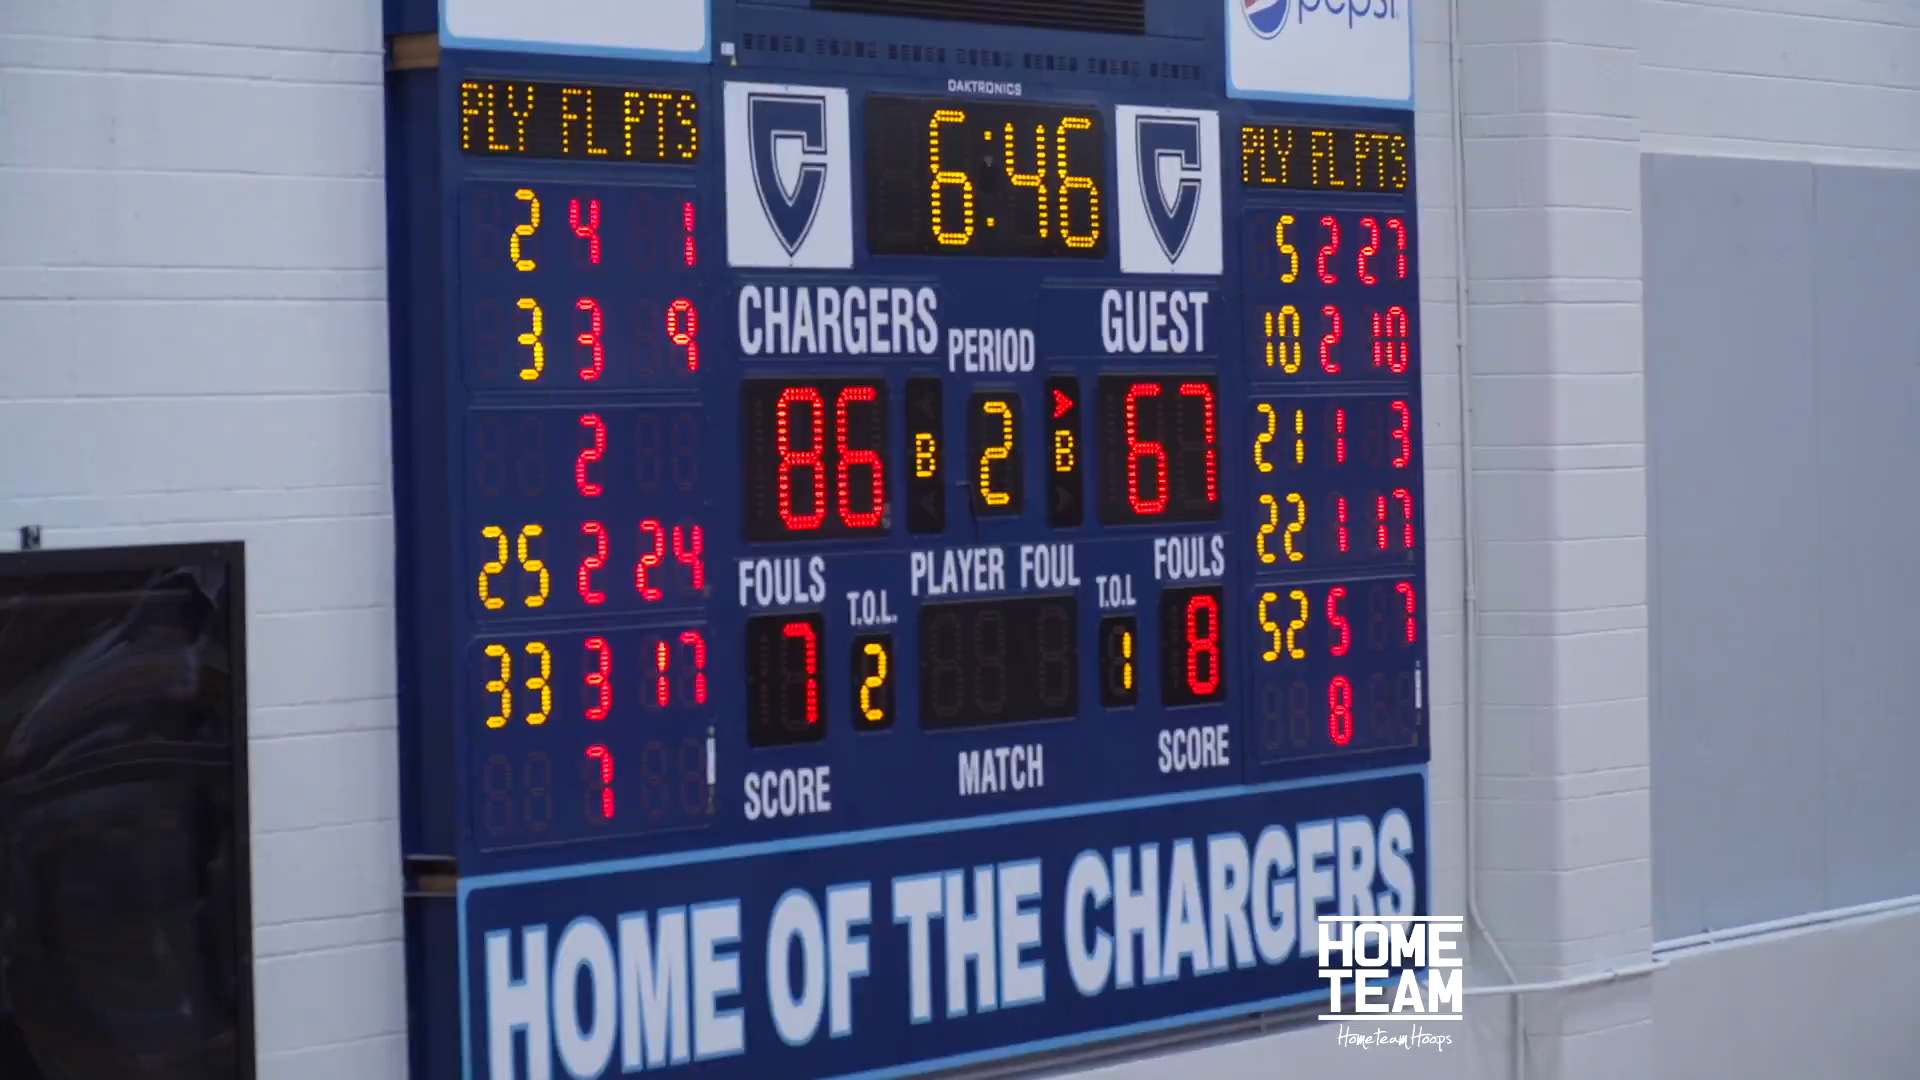 pepsi
DAKTRONICS
PLY FL PTS
6:46
PLY FL PTS
2 4 1
3 3 9
2
25 2 24
33 3 17
7
CHARGERS
PERIOD
GUEST
86
B
2
B
67
FOULS
T.O.L.
PLAYER FOUL
T.O.L
FOULS
7
2
1
8
SCORE
MATCH
SCORE
5 2 27
10 2 10
21 1 3
22 1 17
52 5 7
8
HOME OF THE CHARGERS
HOME
TEAM
HomeTeamHoops